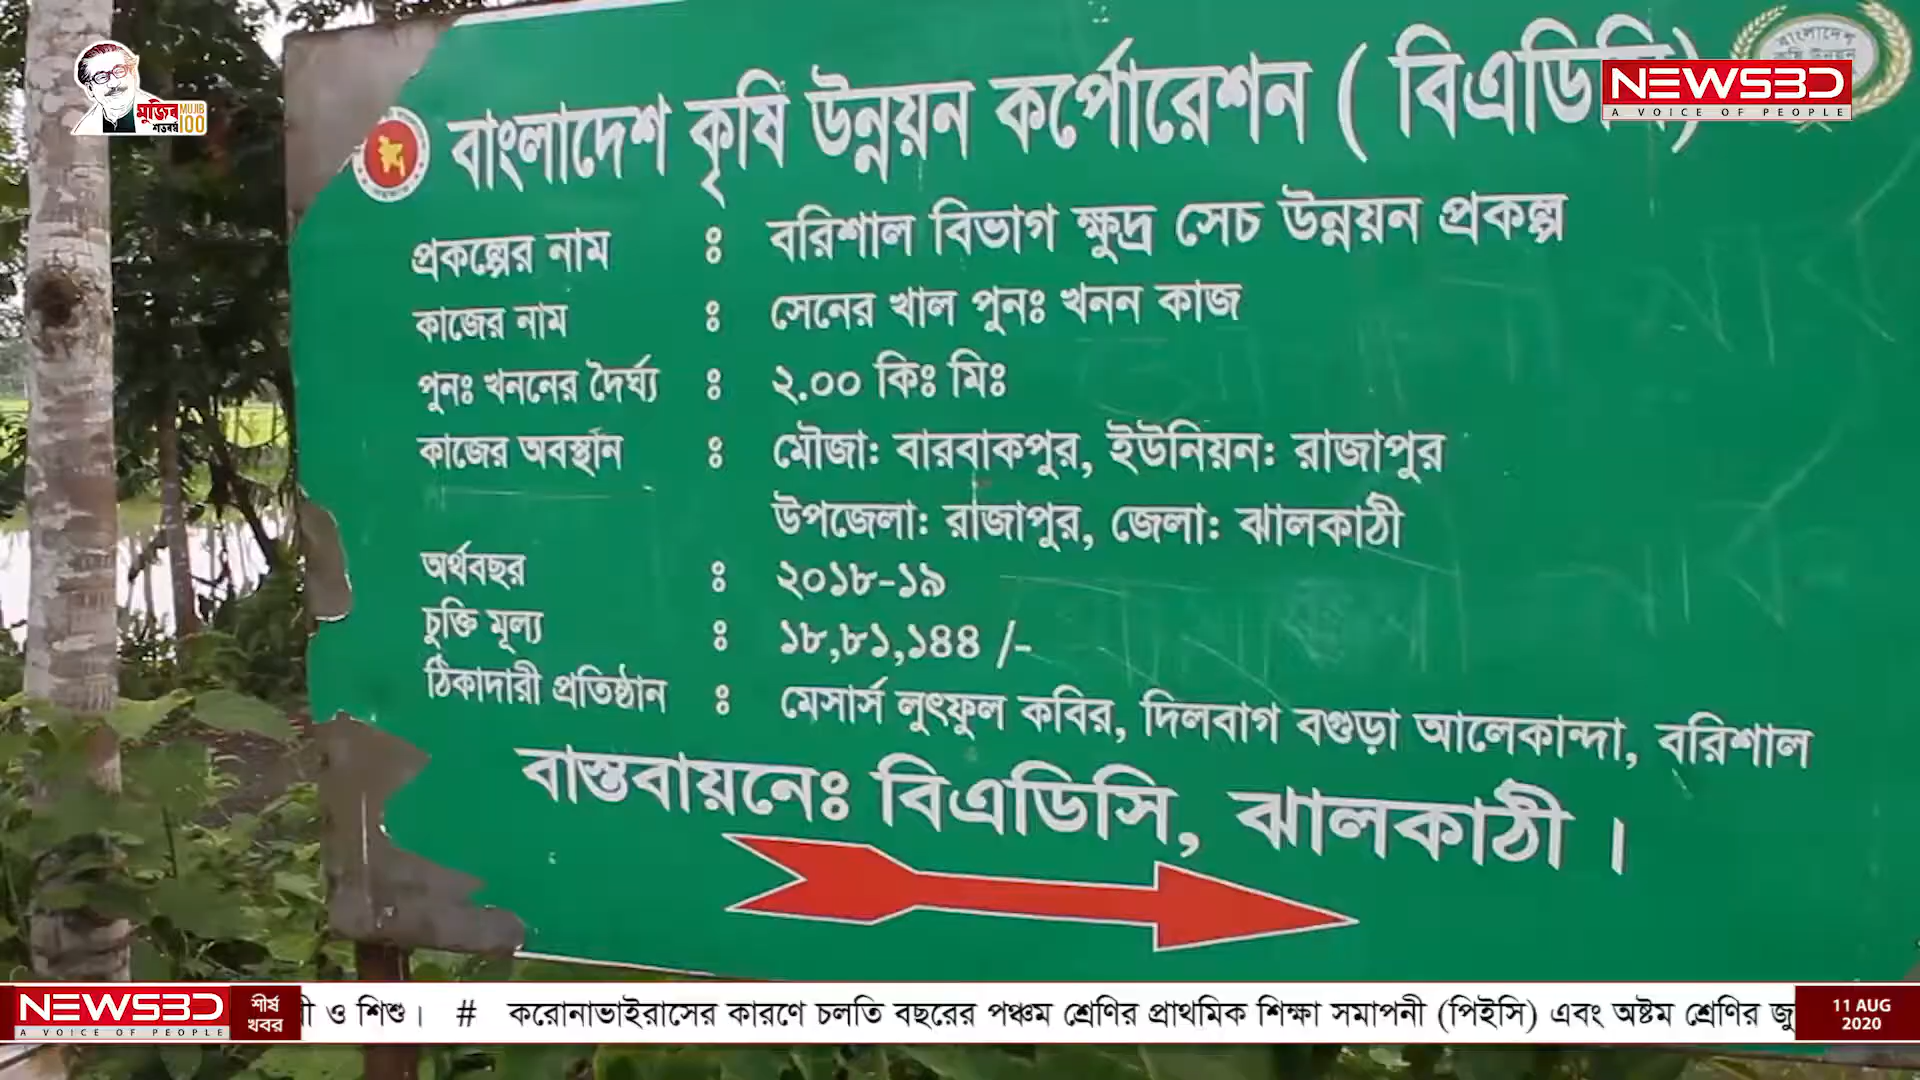 মুজিব
শতবর্ষ
MUJIB
100
বাংলাদেশ কৃষি উন্নয়ন কর্পোরেশন ( বিএডিসি)
বাংলাদেশ
কৃষি উন্নয়ন
NEWS3D
A VOICE OF PEOPLE
প্রকল্পের নাম : বরিশাল বিভাগ ক্ষুদ্র সেচ উন্নয়ন প্রকল্প
কাজের নাম : সেনের খাল পুনঃ খনন কাজ
পুনঃ খননের দৈর্ঘ্য : ২.০০ কিঃ মিঃ
কাজের অবস্থান : মৌজা: বারবাকপুর, ইউনিয়ন: রাজাপুর
উপজেলা: রাজাপুর, জেলা: ঝালকাঠী
অর্থবছর : ২০১৮-১৯
চুক্তি মূল্য : ১৮,৮১,১৪৪ /-
ঠিকাদারী প্রতিষ্ঠান : মেসার্স লুৎফুল কবির, দিলবাগ বগুড়া আলেকান্দা, বরিশাল
বাস্তবায়নেঃ বিএডিসি, ঝালকাঠী ।
NEWS3D
A VOICE OF PEOPLE
শীর্ষ
খবর
ী ও শিশু। # করোনাভাইরাসের কারণে চলতি বছরের পঞ্চম শ্রেণির প্রাথমিক শিক্ষা সমাপনী (পিইসি) এবং অষ্টম শ্রেণির জু
11 AUG
2020